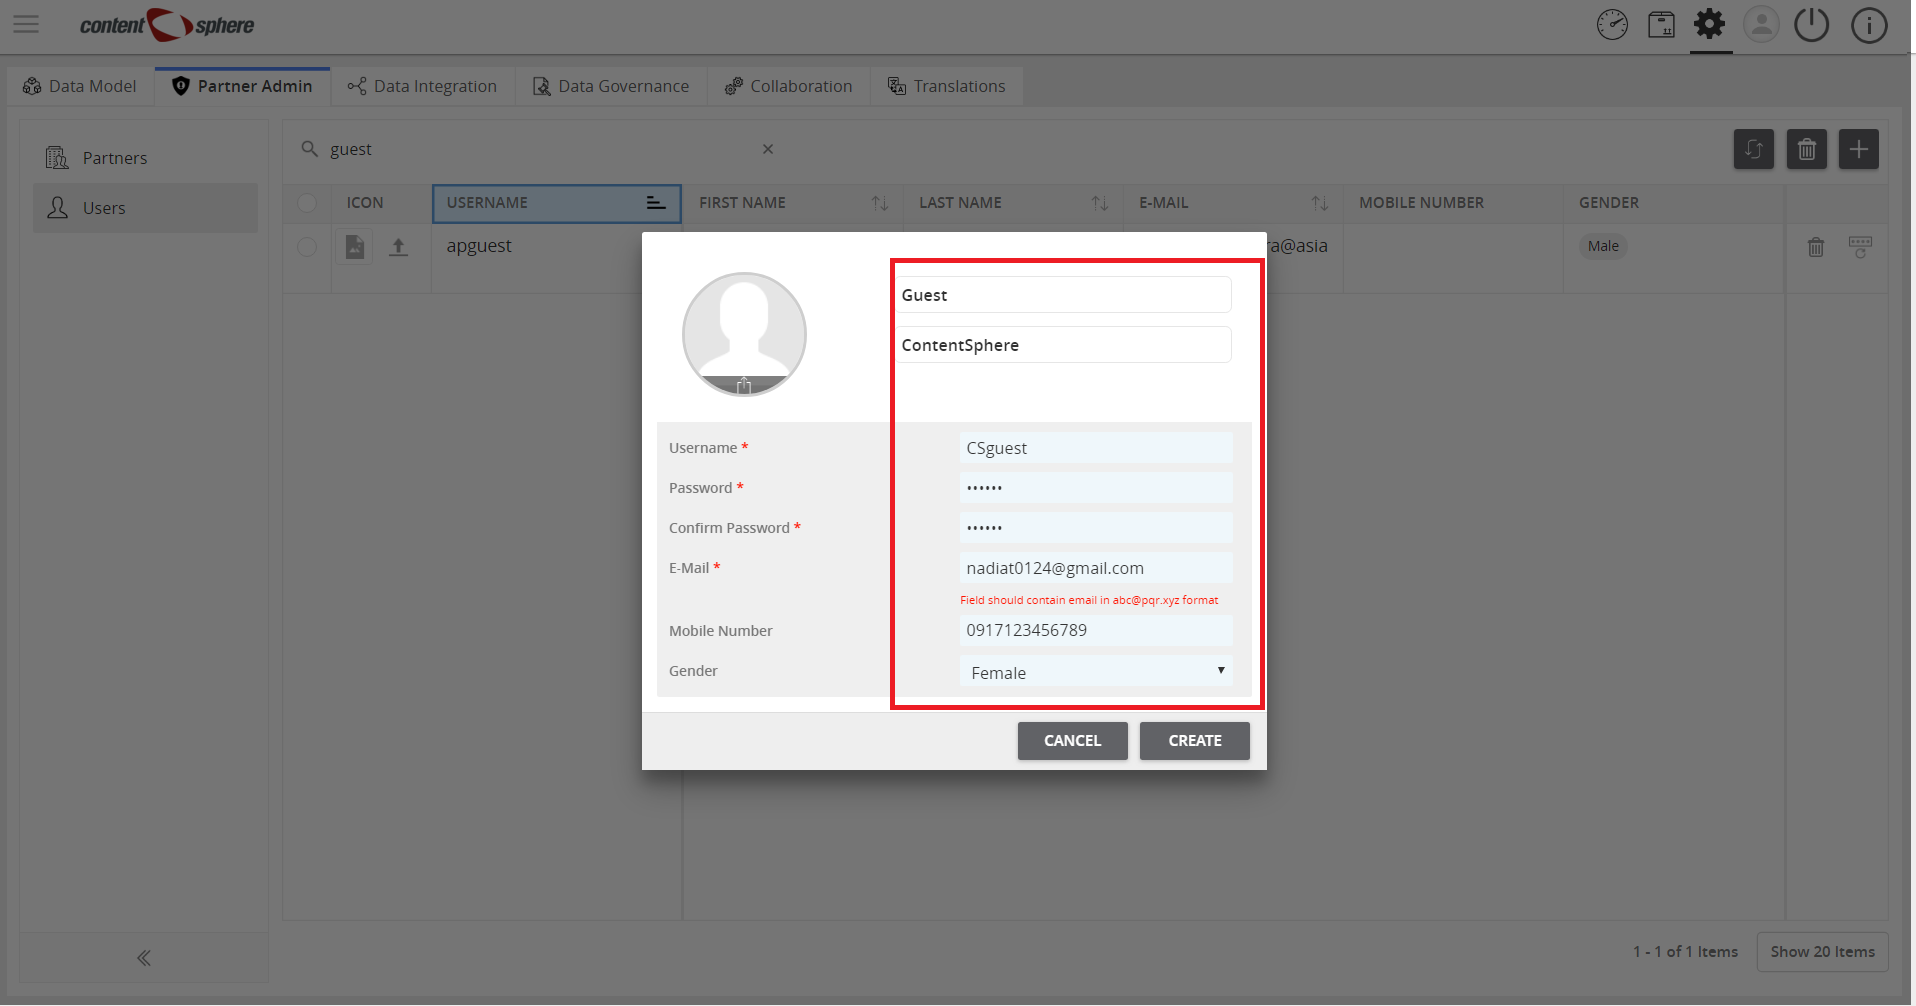 content sphere
Data Model
Partner Admin
Data Integration
Data Governance
Collaboration
Translations
Partners
Users
guest
ICON
USERNAME
FIRST NAME
LAST NAME
E-MAIL
MOBILE NUMBER
GENDER
apguest
ra@asia
Male
Guest
ContentSphere
Username *
CSguest
Password *
••••••
Confirm Password *
••••••
E-Mail *
nadiat0124@gmail.com
Field should contain email in abc@pqr.xyz format
Mobile Number
0917123456789
Gender
Female
CANCEL
CREATE
1 - 1 of 1 Items
Show 20 Items